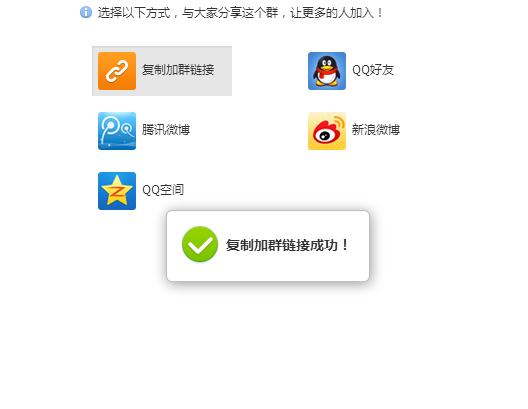 选择以下方式，与大家分享这个群，让更多的人加入！
复制加群链接
QQ好友
腾讯微博
新浪微博
QQ空间
复制加群链接成功！